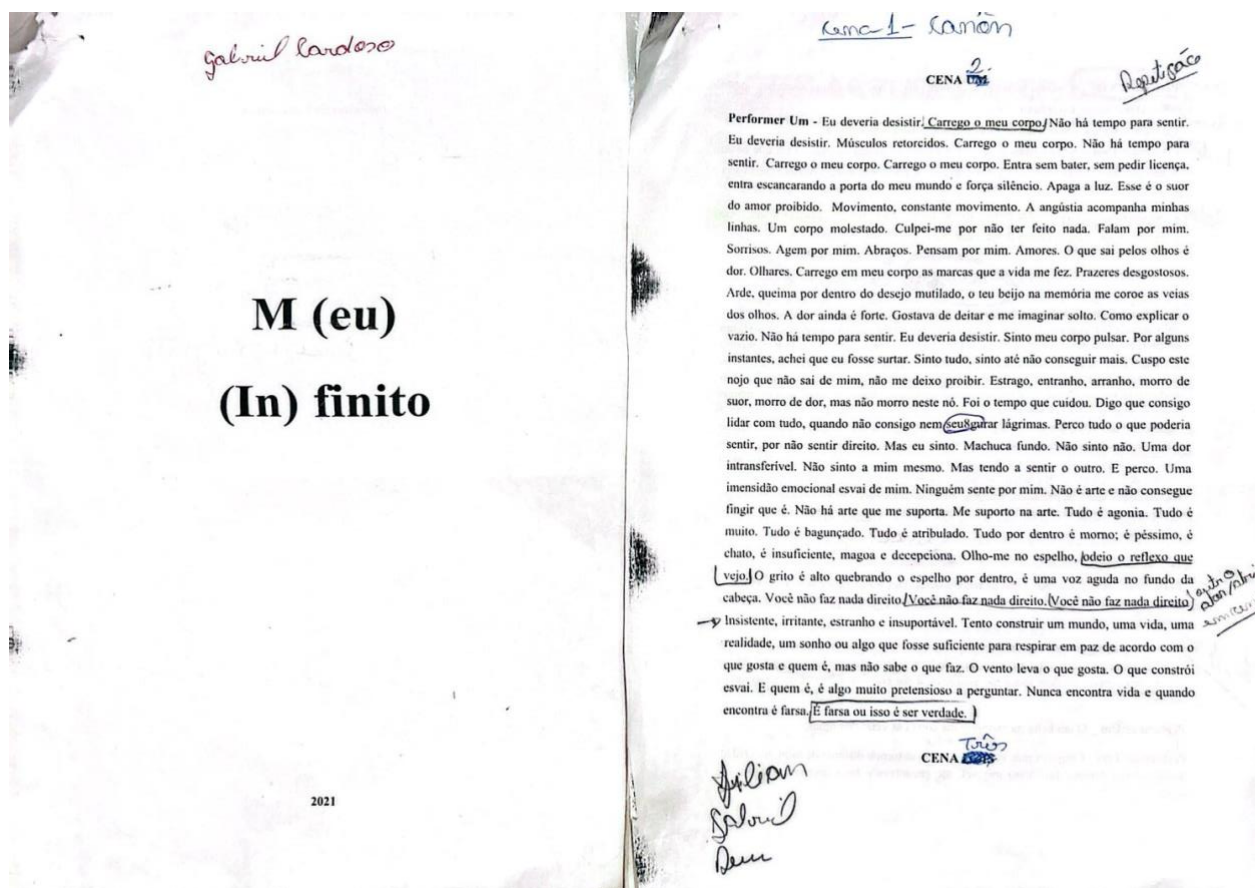 Gabriel Cardoso
M (eu)
(In) finito
2021
Cena 1 - Canôn
2.
CENA UM
Repetição
Performer Um - Eu deveria desistir. Carrego o meu corpo. Não há tempo para sentir.
Eu deveria desistir. Músculos retorcidos. Carrego o meu corpo. Não há tempo para
sentir. Carrego o meu corpo. Carrego o meu corpo. Entra sem bater, sem pedir licença,
entra escancarando a porta do meu mundo e força silêncio. Apaga a luz. Esse é o suor
do amor proibido. Movimento, constante movimento. A angústia acompanha minhas
linhas. Um corpo molestado. Culpei-me por não ter feito nada. Falam por mim.
Sorrisos. Agem por mim. Abraços. Pensam por mim. Amores. O que sai pelos olhos é
dor. Olhares. Carrego em meu corpo as marcas que a vida me fez. Prazeres desgostosos.
Arde, queima por dentro do desejo mutilado, o teu beijo na memória me coroe as veias
dos olhos. A dor ainda é forte. Gostava de deitar e me imaginar solto. Como explicar o
vazio. Não há tempo para sentir. Eu deveria desistir. Sinto meu corpo pulsar. Por alguns
instantes, achei que eu fosse surtar. Sinto tudo, sinto até não conseguir mais. Cuspo este
nojo que não sai de mim, não me deixo proibir. Estrago, entranho, arranho, morro de
suor, morro de dor, mas não morro neste nó. Foi o tempo que cuidou. Digo que consigo
lidar com tudo, quando não consigo nem seu8gurar lágrimas. Perco tudo o que poderia
sentir, por não sentir direito. Mas eu sinto. Machuca fundo. Não sinto não. Uma dor
intransferível. Não sinto a mim mesmo. Mas tendo a sentir o outro. E perco. Uma
imensidão emocional esvai de mim. Ninguém sente por mim. Não é arte e não consegue
fingir que é. Não há arte que me suporta. Me suporto na arte. Tudo é agonia. Tudo é
muito. Tudo é bagunçado. Tudo é atribulado. Tudo por dentro é morno; é péssimo, é
chato, é insuficiente, magoa e decepciona. Olho-me no espelho, odeio o reflexo que
vejo. O grito é alto quebrando o espelho por dentro, é uma voz aguda no fundo da
cabeça. Você não faz nada direito. Você não faz nada direito. Você não faz nada direito
outro
Insistente, irritante, estranho e insuportável. Tento construir um mundo, uma vida, uma
realidade, um sonho ou algo que fosse suficiente para respirar em paz de acordo com o
que gosta e quem é, mas não sabe o que faz. O vento leva o que gosta. O que constrói
esvai. E quem é, é algo muito pretensioso a perguntar. Nunca encontra vida e quando
encontra é farsa. É farsa ou isso é ser verdade.
Três
CENA DOIS
Gabriel